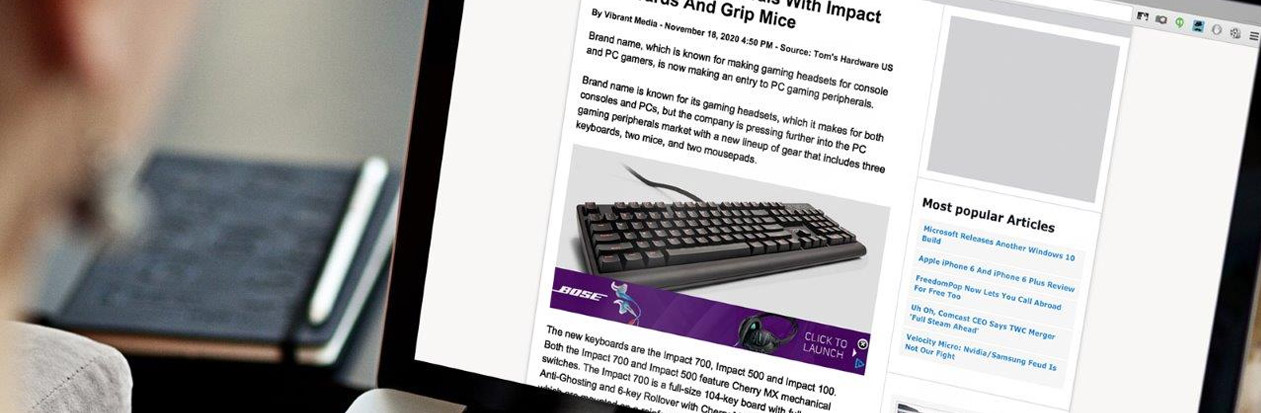 With Impact
And Grip Mice
By Vibrant Media - November 18, 2020 4:50 PM - Source: Tom's Hardware US
Brand name, which is known for making gaming headsets for console
and PC gamers, is now making an entry to PC gaming peripherals.
Brand name is known for its gaming headsets, which it makes for both
consoles and PCs, but the company is pressing further into the PC
gaming peripherals market with a new lineup of gear that includes three
keyboards, two mice, and two mousepads.
BOSE
CLICK TO
LAUNCH
The new keyboards are the Impact 700, Impact 500 and Impact 100.
Both the Impact 700 and Impact 500 feature Cherry MX mechanical
switches. The Impact 700 is a full-size 104-key board with
Anti-Ghosting and 6-key Rollover with
Most popular Articles
Microsoft Releases Another Windows 10
Build
Apple iPhone 6 And iPhone 6 Plus Review
FreedomPop Now Lets You Call Abroad
For Free Too
Uh Oh, Comcast CEO Says TWC Merger
'Full Steam Ahead'
Velocity Micro: Nvidia/Samsung Feud Is
Not Our Fight